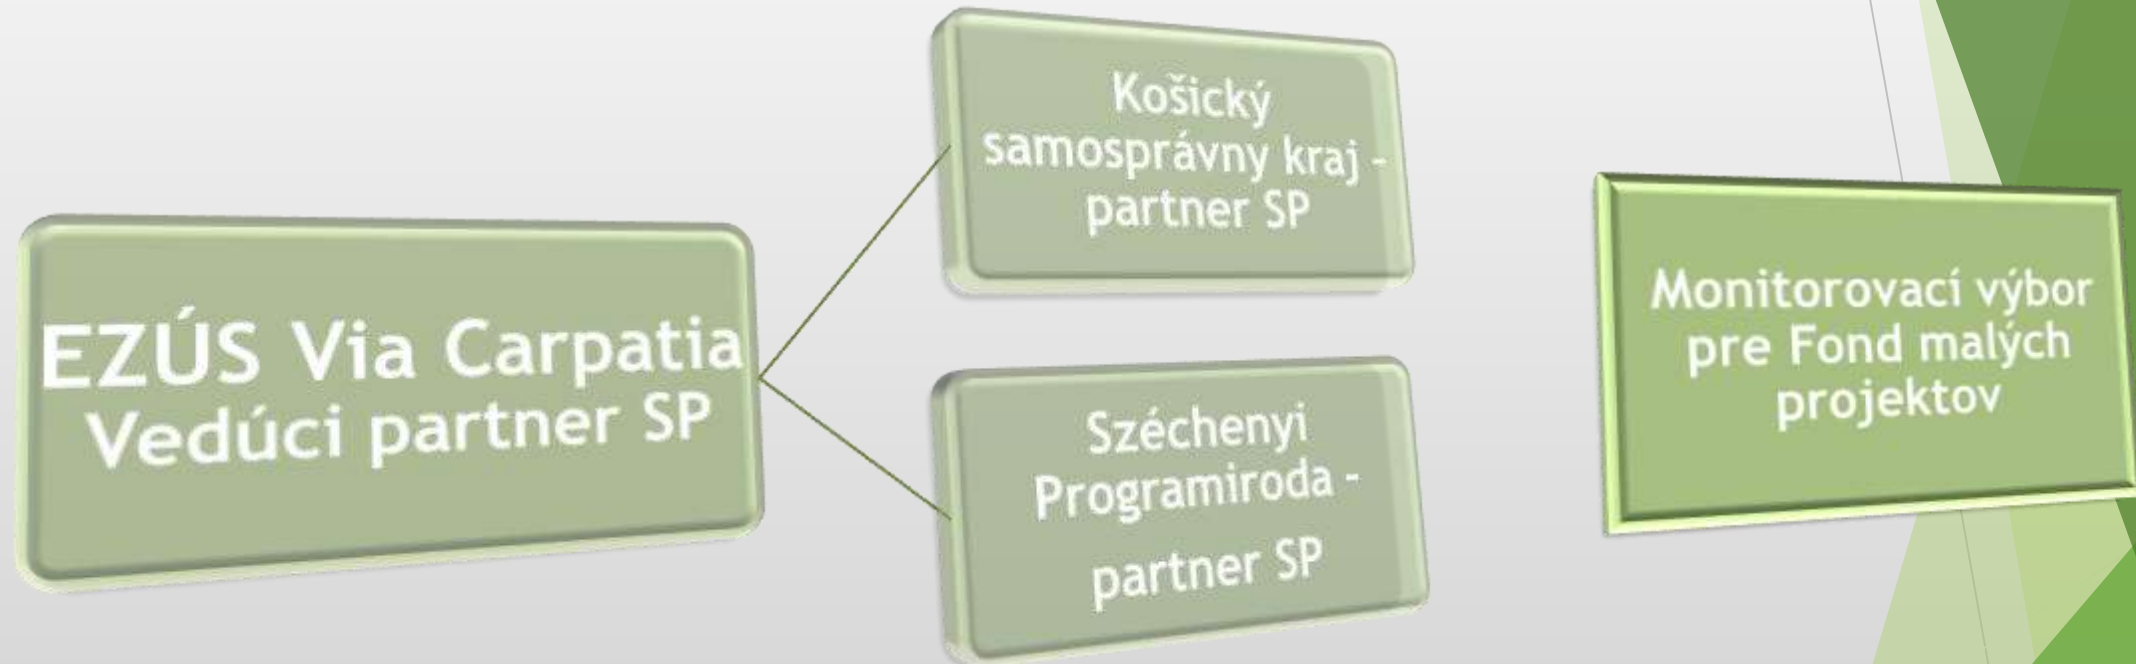 EZÚS Via Carpatia
Vedúci partner SP
Košický
samosprávny kraj -
partner SP
Széchenyi
Programiroda -
partner SP
Monitorovací výbor
pre Fond malých
projektov